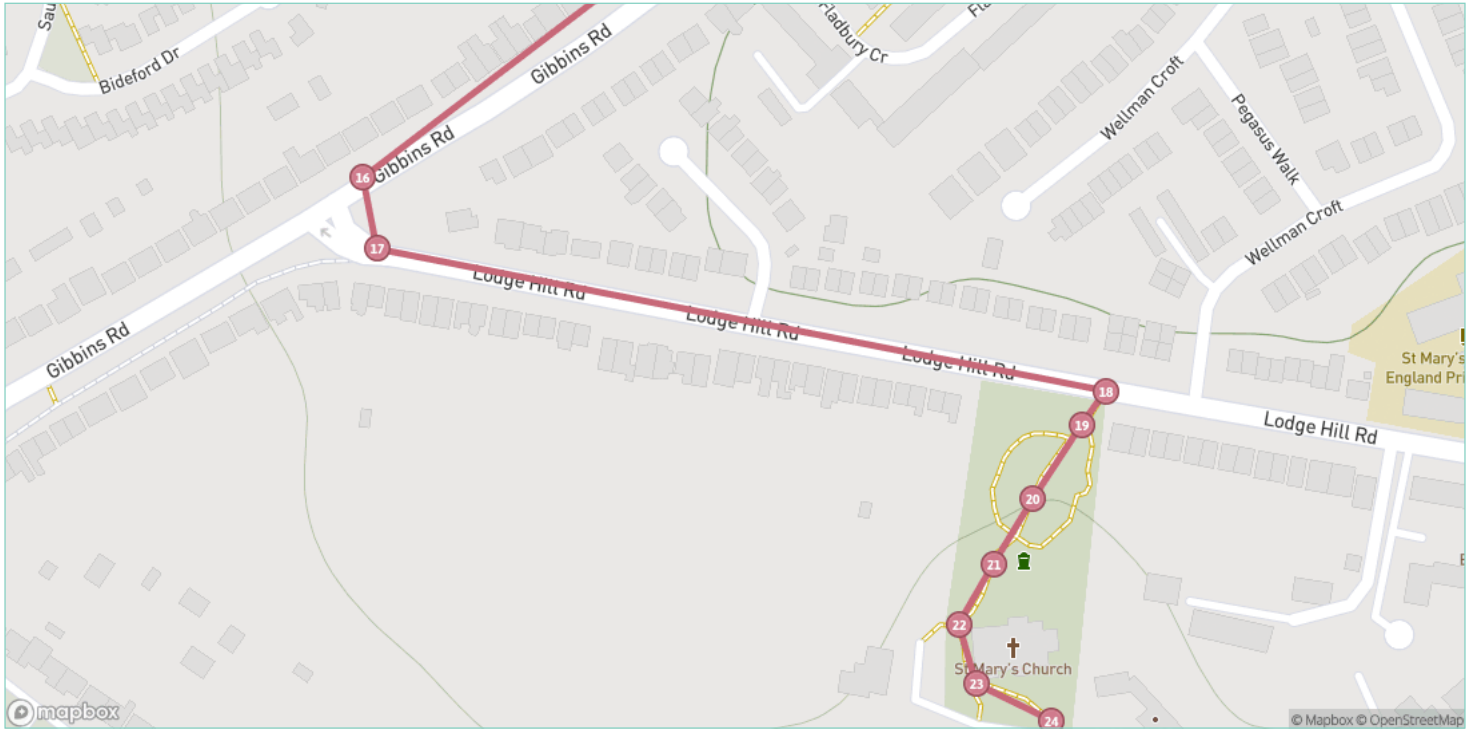 Sau
Bideford Dr
Gibbins Rd
Fladbury Cr
Fla
Wellman Croft
Pegasus Walk
Gibbins Rd
16
17
Wellman Croft
Lodge Hill Rd
Lodge Hill Rd
Gibbins Rd
Lodge Hill Rd
St Mary's
England Pri
18
19
Lodge Hill Rd
20
21
22
St Mary's Church
23
24
mapbox
© Mapbox © OpenStreetMap